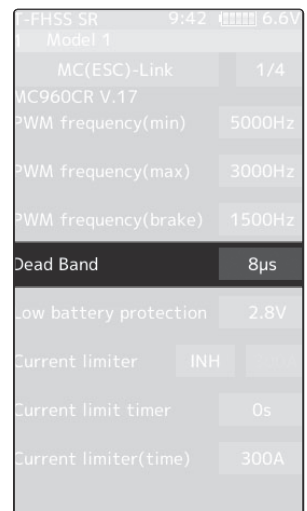 T-FHSS SR 9:42 6.6V
1 Model 1
MC(ESC)-Link 1/4
MC960CR V.17
PWM frequency(min) 5000Hz
PWM frequency(max) 3000Hz
PWM frequency(brake) 1500Hz
Dead Band 8µs
Low battery protection 2.8V
Current limiter INH
Current limit timer 0s
Current limiter(time) 300A